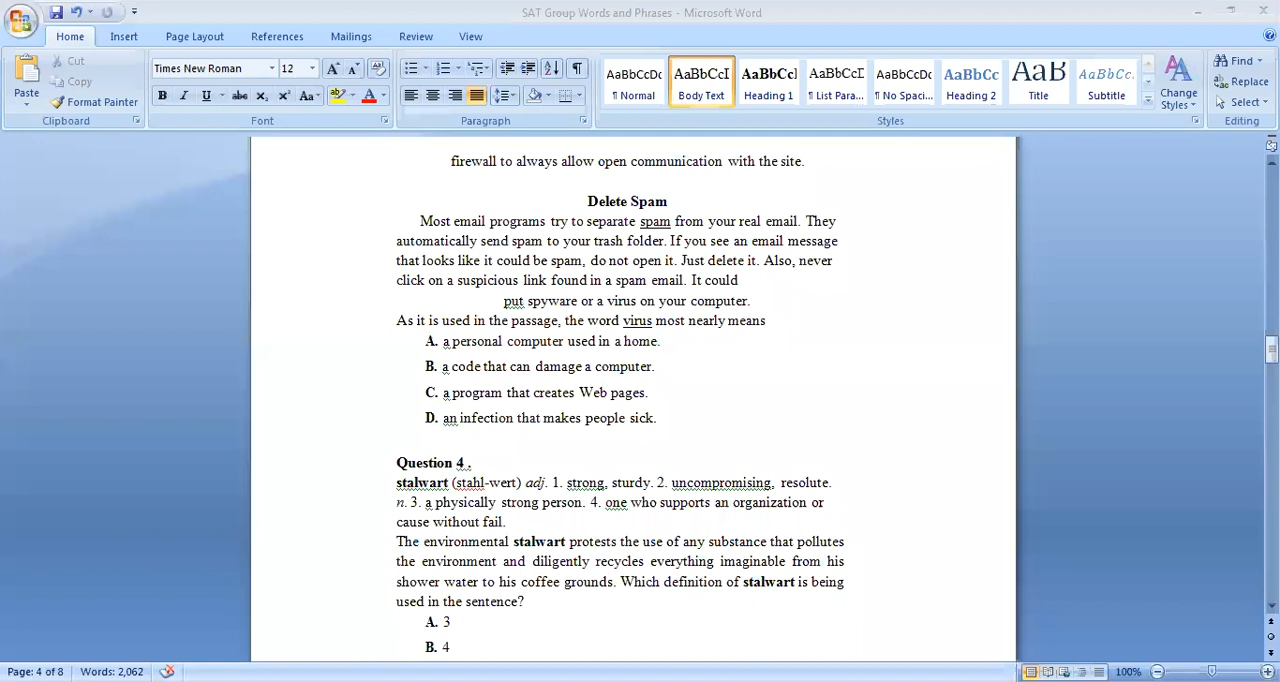 SAT Group Words and Phrases - Microsoft Word
Home Insert Page Layout References Mailings Review View
Paste
Cut
Copy
Format Painter
Clipboard
Times New Roman 12
Font
Paragraph
AaBbCcDc AaBbCcI AaBbCcl AaBbCcI AaBbCcDc AaBbCc AaB AaBbCc.
¶ Normal Body Text Heading 1 ¶ List Para... ¶ No Spaci... Heading 2 Title Subtitle
Change Styles
Styles
Find
Replace
Select
Editing
firewall to always allow open communication with the site.
Delete Spam
Most email programs try to separate spam from your real email. They
automatically send spam to your trash folder. If you see an email message
that looks like it could be spam, do not open it. Just delete it. Also, never
click on a suspicious link found in a spam email. It could
put spyware or a virus on your computer.
As it is used in the passage, the word virus most nearly means
A. a personal computer used in a home.
B. a code that can damage a computer.
C. a program that creates Web pages.
D. an infection that makes people sick.
Question 4 .
stalwart (stahl-wert) adj. 1. strong, sturdy. 2. uncompromising, resolute.
n. 3. a physically strong person. 4. one who supports an organization or
cause without fail.
The environmental stalwart protests the use of any substance that pollutes
the environment and diligently recycles everything imaginable from his
shower water to his coffee grounds. Which definition of stalwart is being
used in the sentence?
A. 3
B. 4
Page: 4 of 8 Words: 2,062 100%